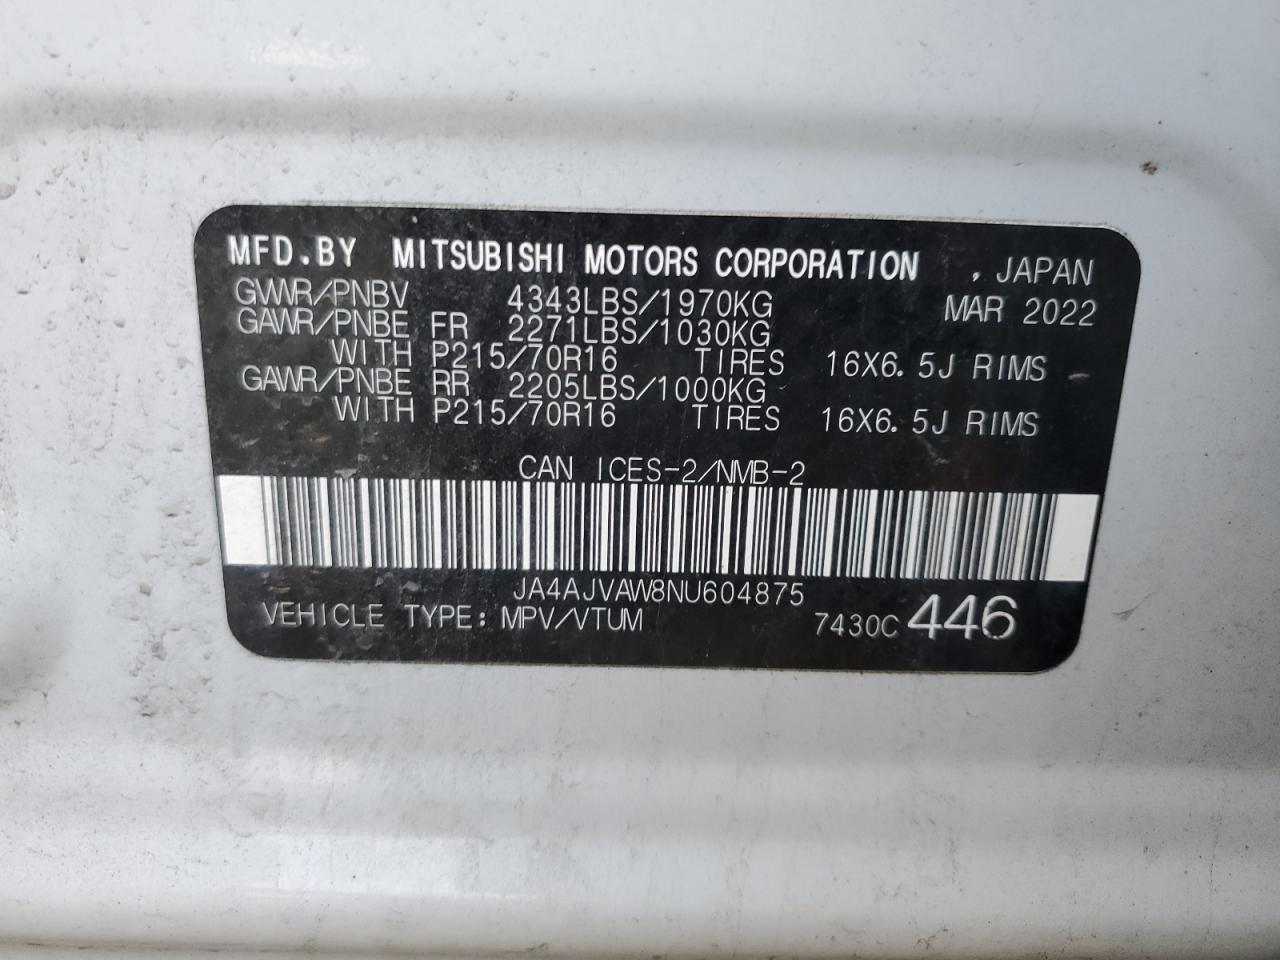 MFD.BY MITSUBISHI MOTORS CORPORATION , JAPAN
GVWR/PNBV 4343LBS/1970KG MAR 2022
GAWR/PNBE FR 2271LBS/1030KG
WITH P215/70R16 TIRES 16X6.5J RIMS
GAWR/PNBE RR 2205LBS/1000KG
WITH P215/70R16 TIRES 16X6.5J RIMS
CAN ICES-2/NMB-2
JA4AJVAW8NU604875
VEHICLE TYPE: MPV/VTUM 7430C 446